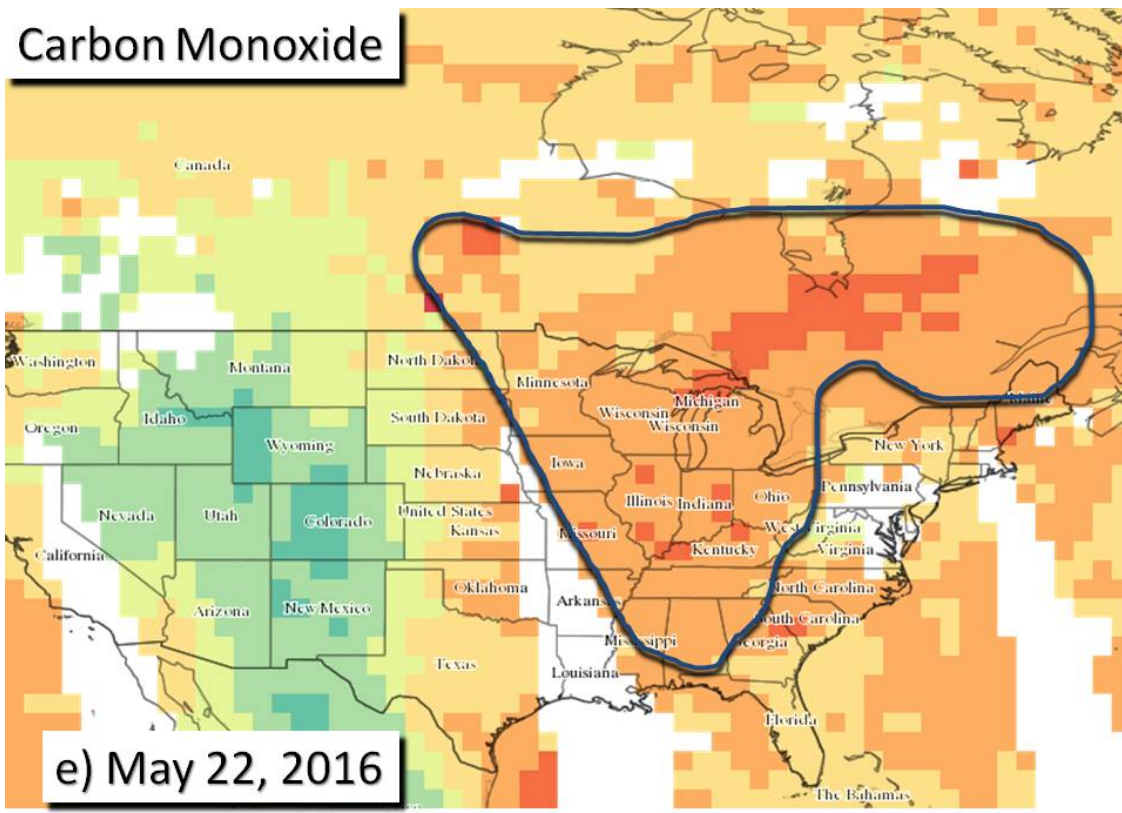 Carbon Monoxide
Canada
Washington
Montana
North Dakota
Minnesota
Michigan
Maine
Oregon
Idaho
South Dakota
Wisconsin
Wisconsin
New York
Wyoming
Iowa
Nebraska
Pennsylvania
Nevada
Utah
Colorado
United States
Kansas
Illinois
Indiana
Ohio
West Virginia
Virginia
California
Missouri
Kentucky
Arizona
New Mexico
Oklahoma
Arkansas
North Carolina
South Carolina
Texas
Mississippi
Georgia
Louisiana
Florida
The Bahamas
e) May 22, 2016